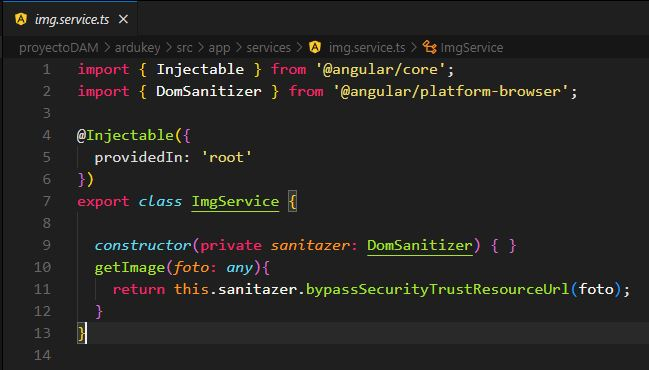 img.service.ts ×
proyectoDAM > ardukey > src > app > services > img.service.ts > ImgService
1 import { Injectable } from '@angular/core';
2 import { DomSanitizer } from '@angular/platform-browser';
3
4 @Injectable({
5   providedIn: 'root'
6 })
7 export class ImgService {
8
9   constructor(private sanitazer: DomSanitizer) { }
10   getImage(foto: any){
11     return this.sanitazer.bypassSecurityTrustResourceUrl(foto);
12   }
13 }
14